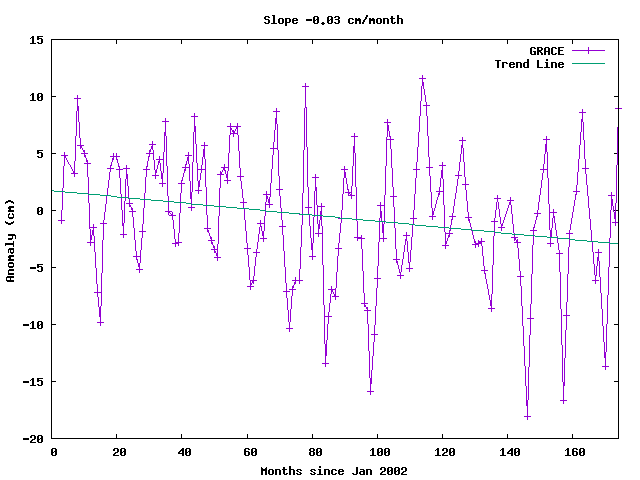 Slope -0.03 cm/month
15
10
5
0
-5
-10
-15
-20
Anomaly (cm)
GRACE
Trend Line
0 20 40 60 80 100 120 140 160
Months since Jan 2002